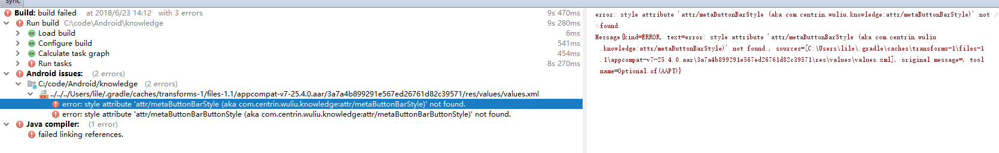 Sync
Build: build failed at 2018/6/23 14:12 with 3 errors 9s 470ms
Run build C:\code\Android\knowledge 9s 280ms
Load build 6ms
Configure build 541ms
Calculate task graph 454ms
Run tasks 8s 270ms
Android issues: (2 errors)
C:/code/Android/knowledge (2 errors)
../../../Users/lile/.gradle/caches/transforms-1/files-1.1/appcompat-v7-25.4.0.aar/3a7a4b899291e567ed26761d82c39571/res/values/values.xml
error: style attribute 'attr/metaButtonBarStyle (aka com.centrin.wuliu.knowledge:attr/metaButtonBarStyle)' not found.
error: style attribute 'attr/metaButtonBarButtonStyle (aka com.centrin.wuliu.knowledge:attr/metaButtonBarButtonStyle)' not found.
Java compiler: (1 error)
failed linking references.
error: style attribute 'attr/metaButtonBarStyle (aka com.centrin.wuliu.knowledge:attr/metaButtonBarStyle)' not
found.
Message{kind=ERROR, text=error: style attribute 'attr/metaButtonBarStyle (aka com.centrin.wuliu
.knowledge:attr/metaButtonBarStyle)' not found., sources=[C:\Users\lile\.gradle\caches\transforms-1\files-1
.1\appcompat-v7-25.4.0.aar\3a7a4b899291e567ed26761d82c39571\res\values\values.xml], original message=, tool
name=Optional.of(AAPT)}